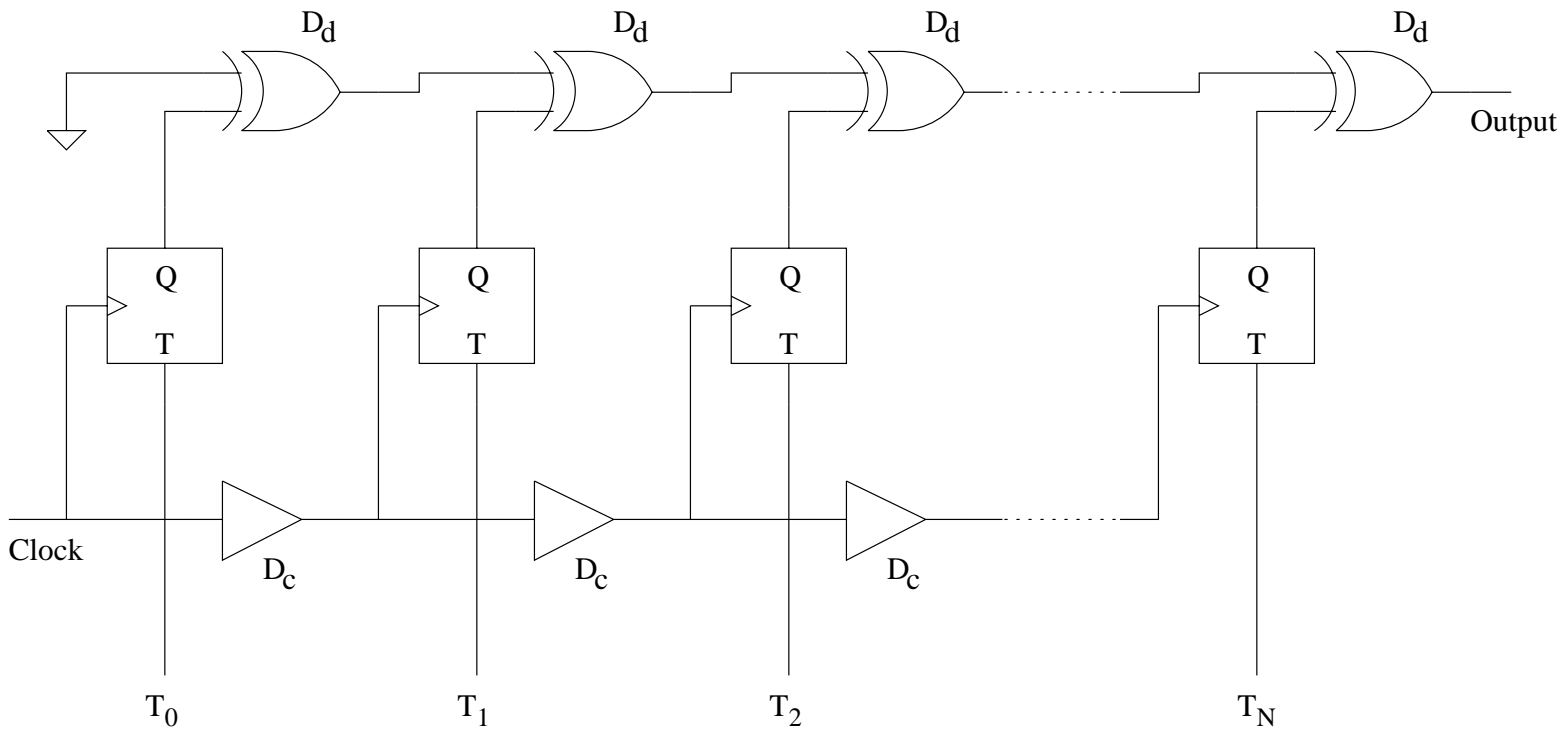 D_d D_d D_d D_d
Output
Q Q Q Q
T T T T
Clock
D_c D_c D_c
T_0 T_1 T_2 T_N